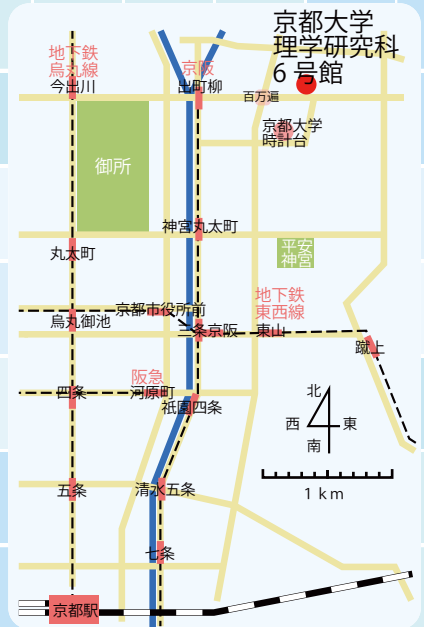 京都大学
理学研究科
6号館
地下鉄
烏丸線
今出川
京阪
出町柳
百万遍
京都大学
時計台
御所
神宮丸太町
丸太町
平安
神宮
地下鉄
東西線
京都市役所前
烏丸御池
三条京阪
東山
蹴上
阪急
四条
河原町
祇園四条
北
西
東
南
1km
五条
清水五条
七条
京都駅